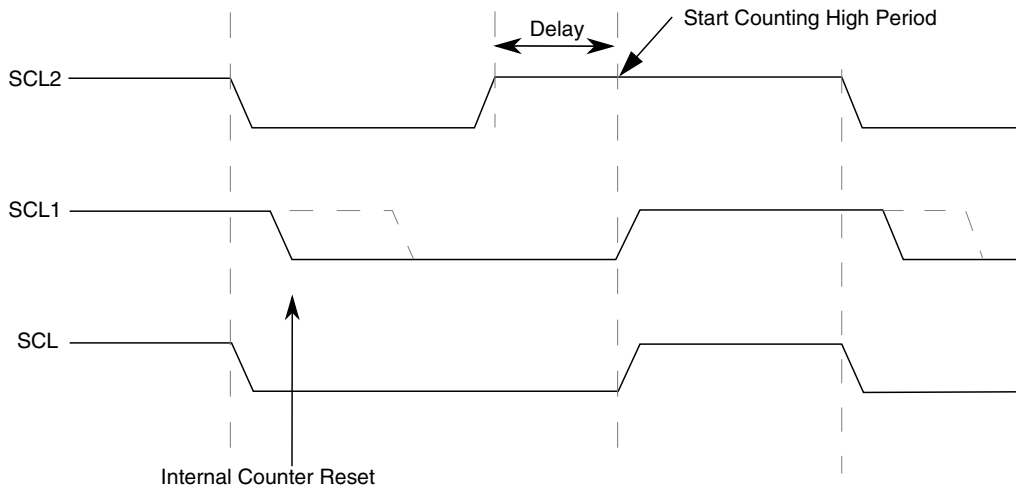 Delay
Start Counting High Period
SCL2
SCL1
SCL
Internal Counter Reset